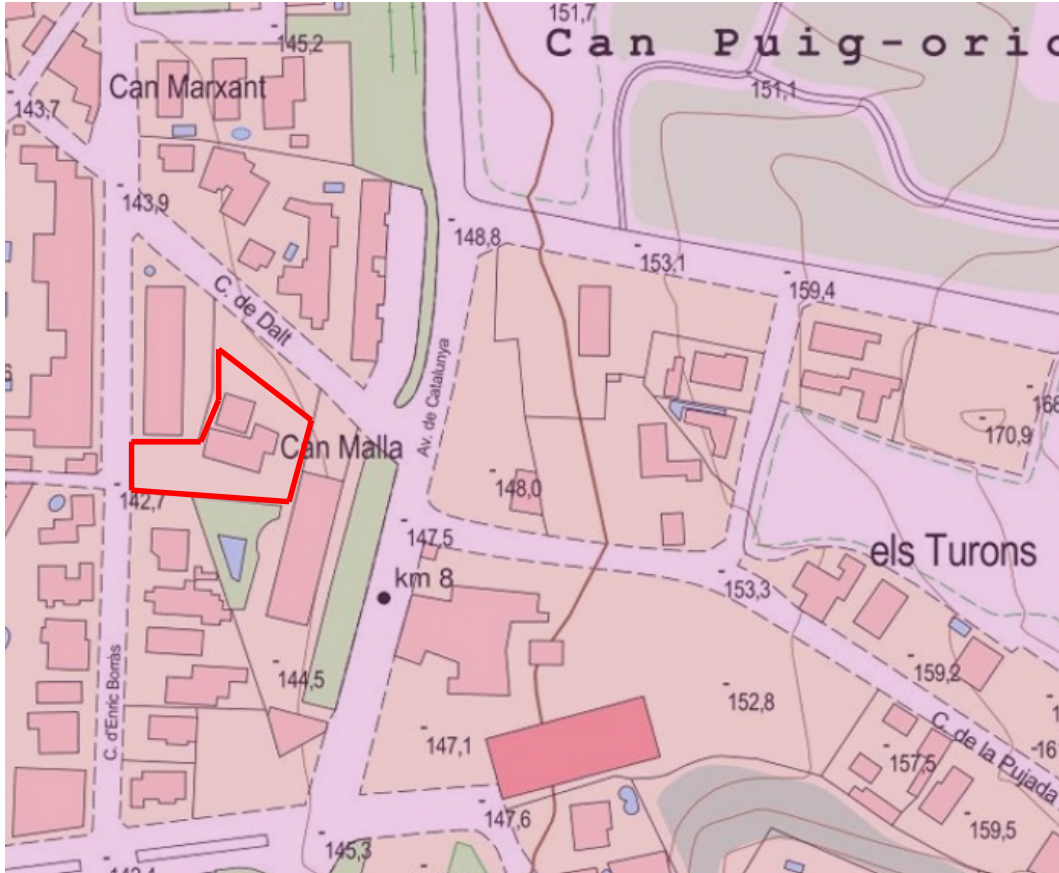 151,7
Can Puig-oric
145,2
Can Marxant
151,1
143,7
143,9
148,8
153,1
159,4
C. de Dalt
Av. de Catalunya
168
170,9
Can Malla
148,0
142,7
147,5
els Turons
km 8
153,3
159,2
144,5
152,8
C. d'Enric Borràs
147,1
C. de la Pujada
157,5
147,6
159,5
145,3